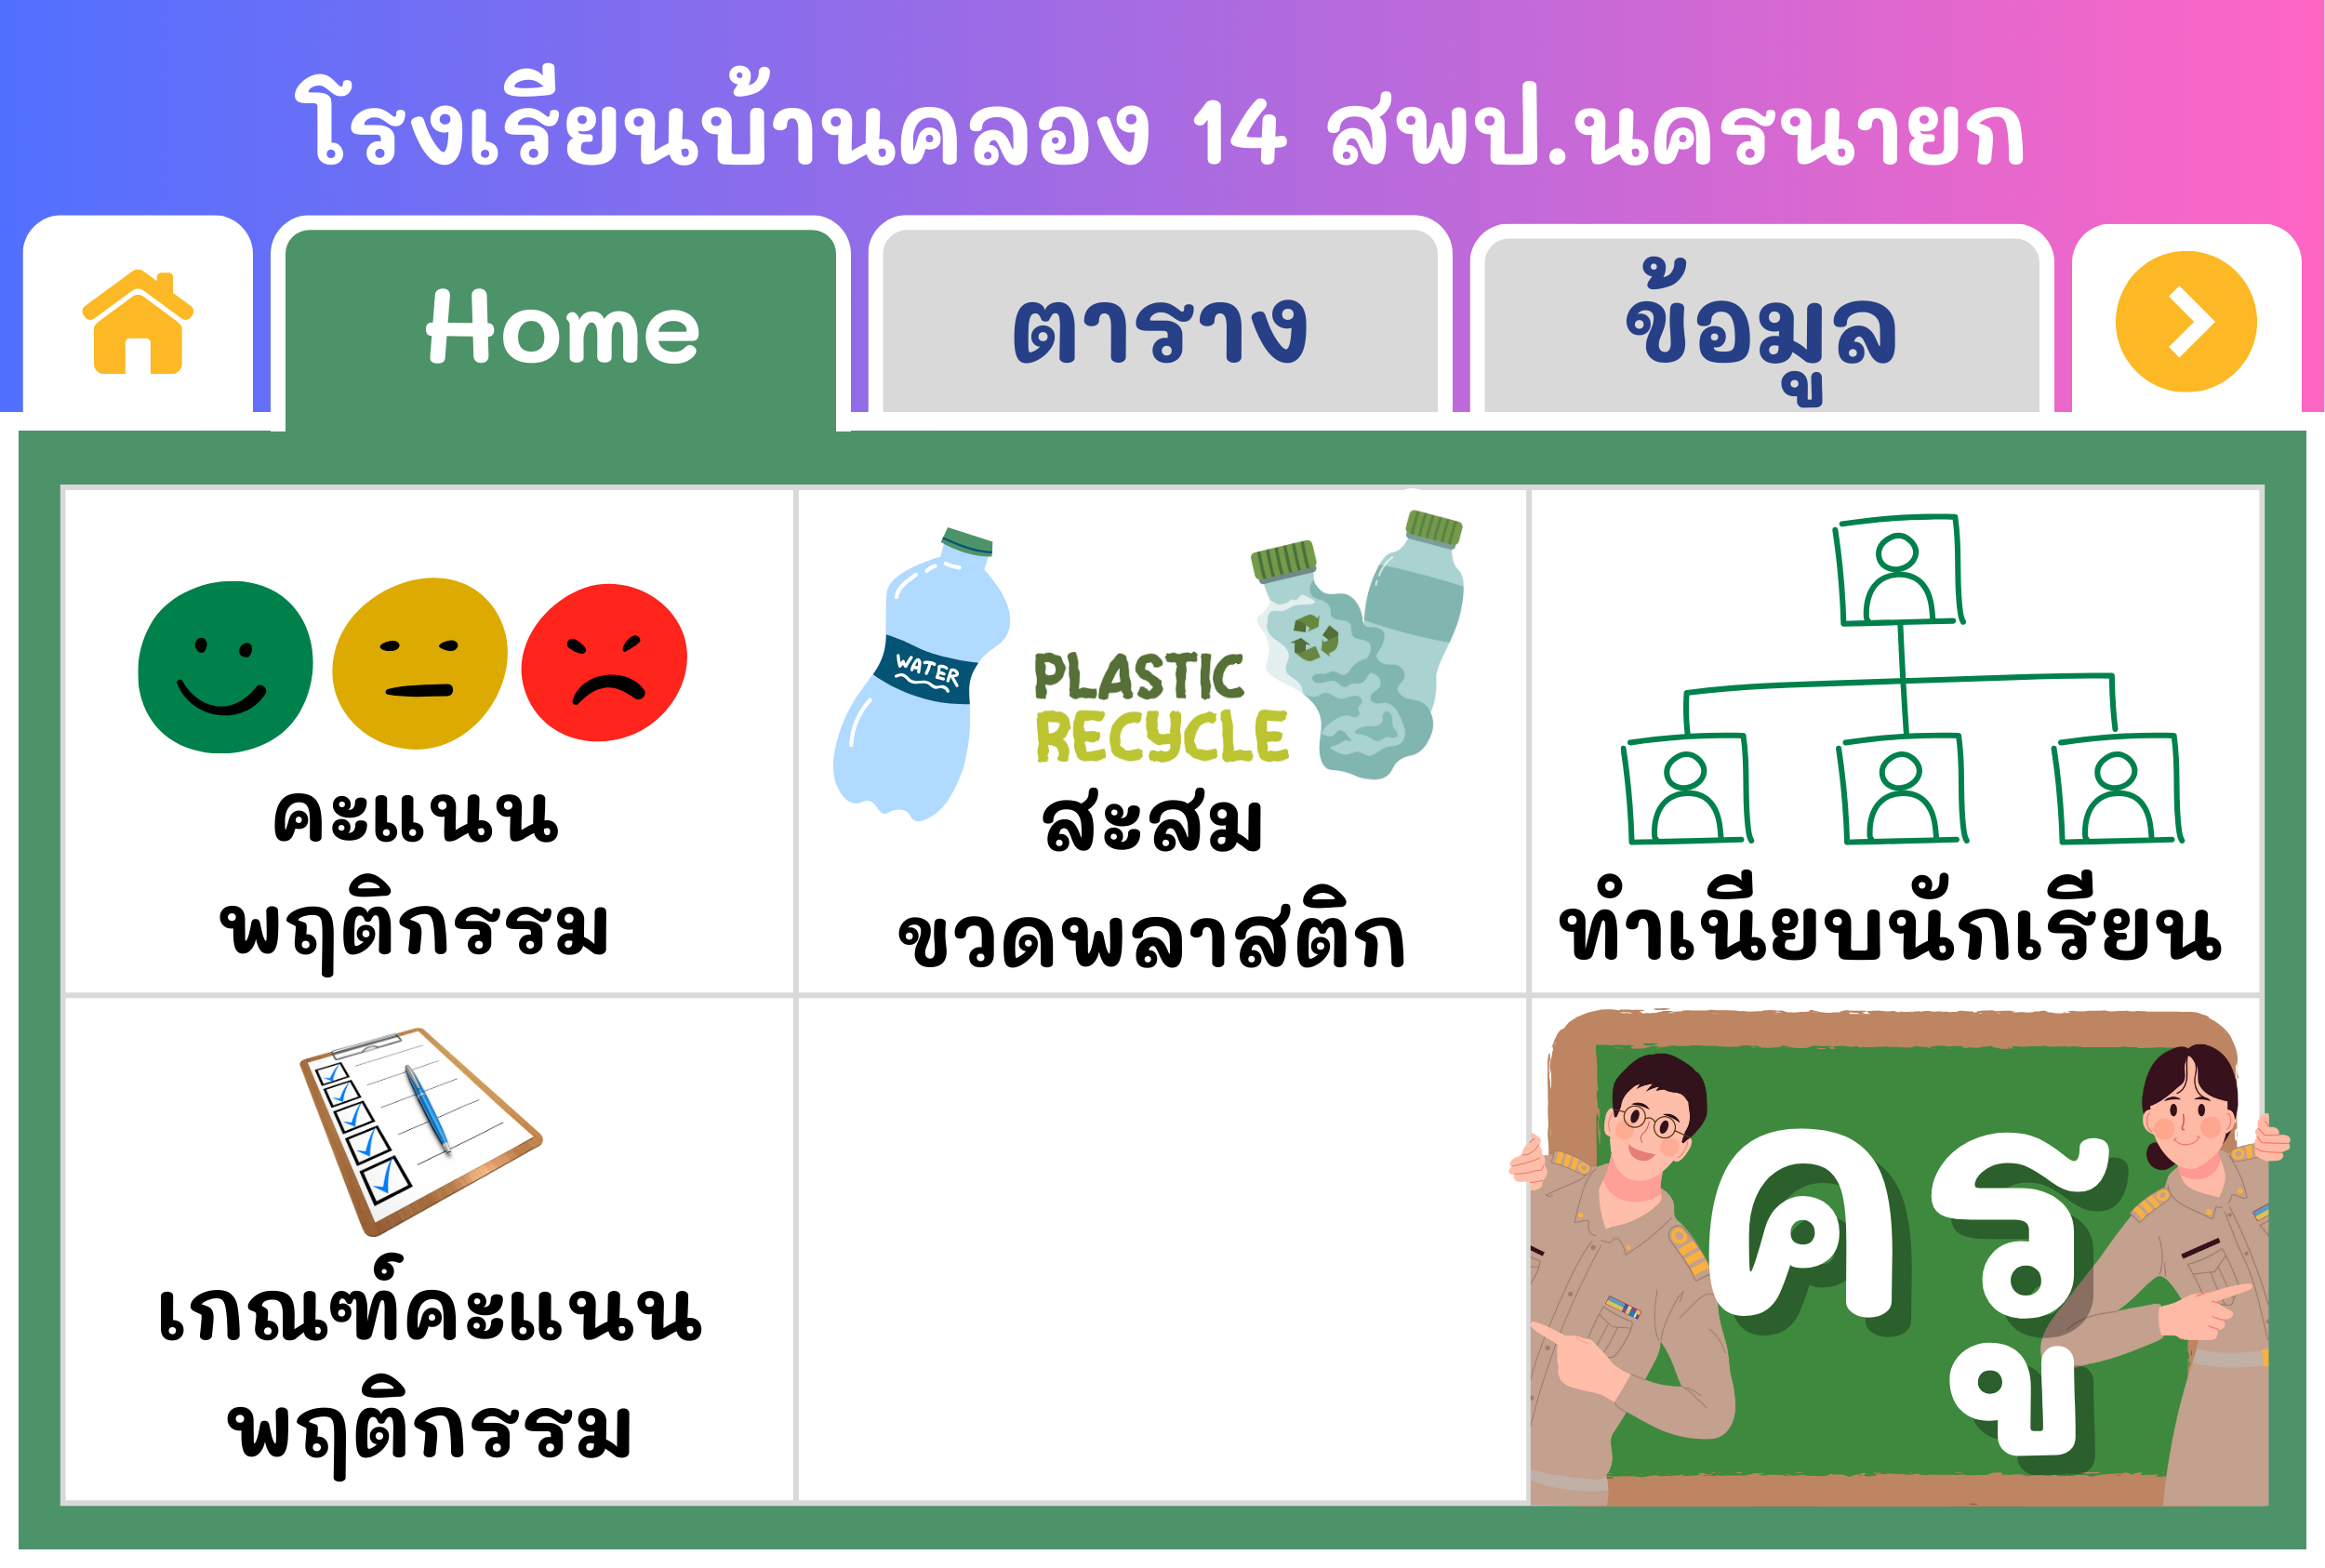 โรงเรียนบ้านคลอง 14 สพป.นครนายก
Home
ตาราง
ข้อมูล
WATER
PLASTIC
RECYCLE
คะแนน
พฤติกรรม
สะสม
ขวดพลาสติก
ทำเนียบนักเรียน
เกณฑ์คะแนน
พฤติกรรม
ครู